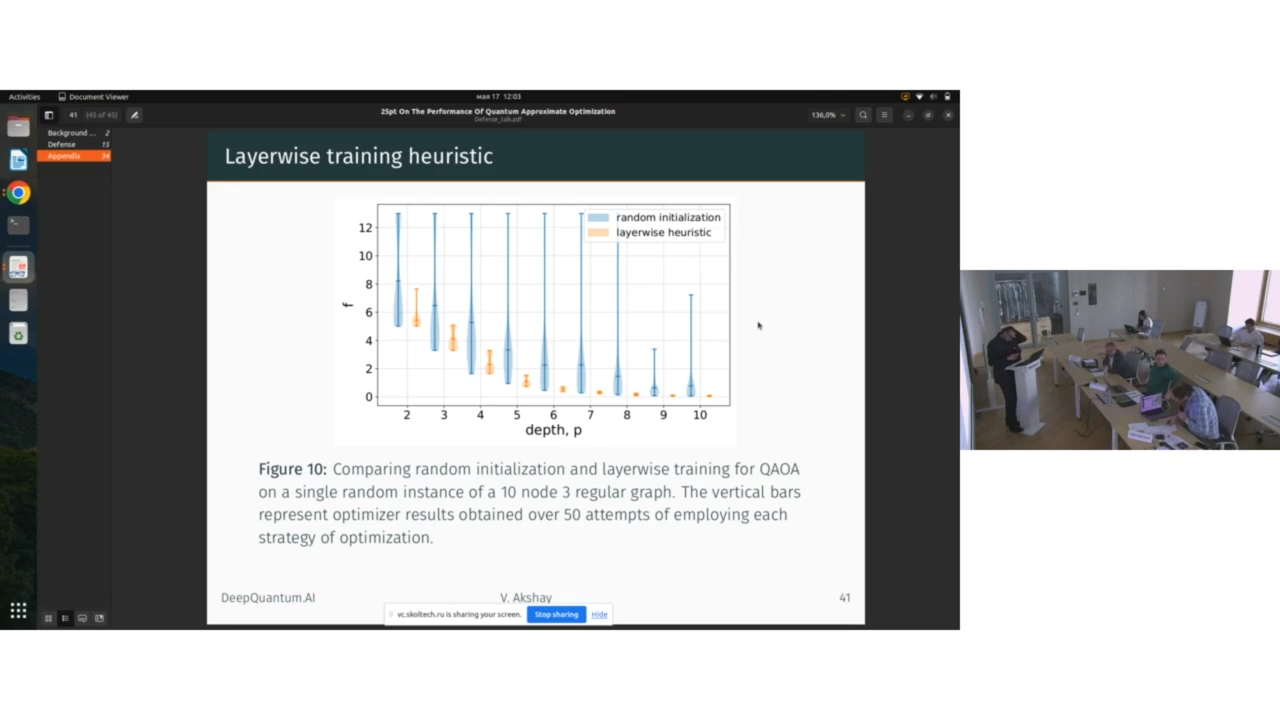 Activities
Document Viewer
мая 17 12:03
25pt On The Performance Of Quantum Approximate Optimization
Defense_talk.pdf
41 (45 of 45)
136,0%
Background ... 2
Defense 15
Appendix 34
Layerwise training heuristic
random initialization
layerwise heuristic
f
12
10
8
6
4
2
0
2 3 4 5 6 7 8 9 10
depth, p
Figure 10: Comparing random initialization and layerwise training for QAOA
on a single random instance of a 10 node 3 regular graph. The vertical bars
represent optimizer results obtained over 50 attempts of employing each
strategy of optimization.
DeepQuantum.AI V. Akshay 41
vc.skoltech.ru is sharing your screen. Stop sharing Hide